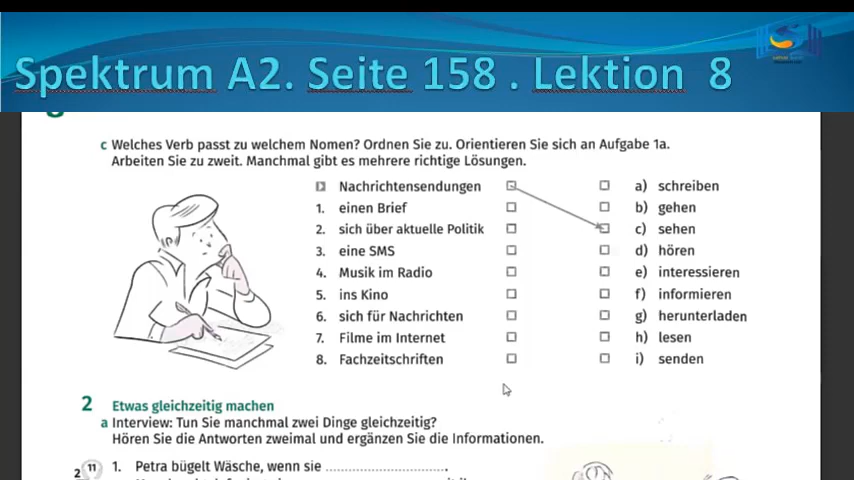 Spektrum A2. Seite 158 . Lektion 8
c Welches Verb passt zu welchem Nomen? Ordnen Sie zu. Orientieren Sie sich an Aufgabe 1a.
Arbeiten Sie zu zweit. Manchmal gibt es mehrere richtige Lösungen.
Nachrichtensendungen a) schreiben
1. einen Brief b) gehen
2. sich über aktuelle Politik c) sehen
3. eine SMS d) hören
4. Musik im Radio e) interessieren
5. ins Kino f) informieren
6. sich für Nachrichten g) herunterladen
7. Filme im Internet h) lesen
8. Fachzeitschriften i) senden
2 Etwas gleichzeitig machen
a Interview: Tun Sie manchmal zwei Dinge gleichzeitig?
Hören Sie die Antworten zweimal und ergänzen Sie die Informationen.
2 11 1. Petra bügelt Wäsche, wenn sie ..............................